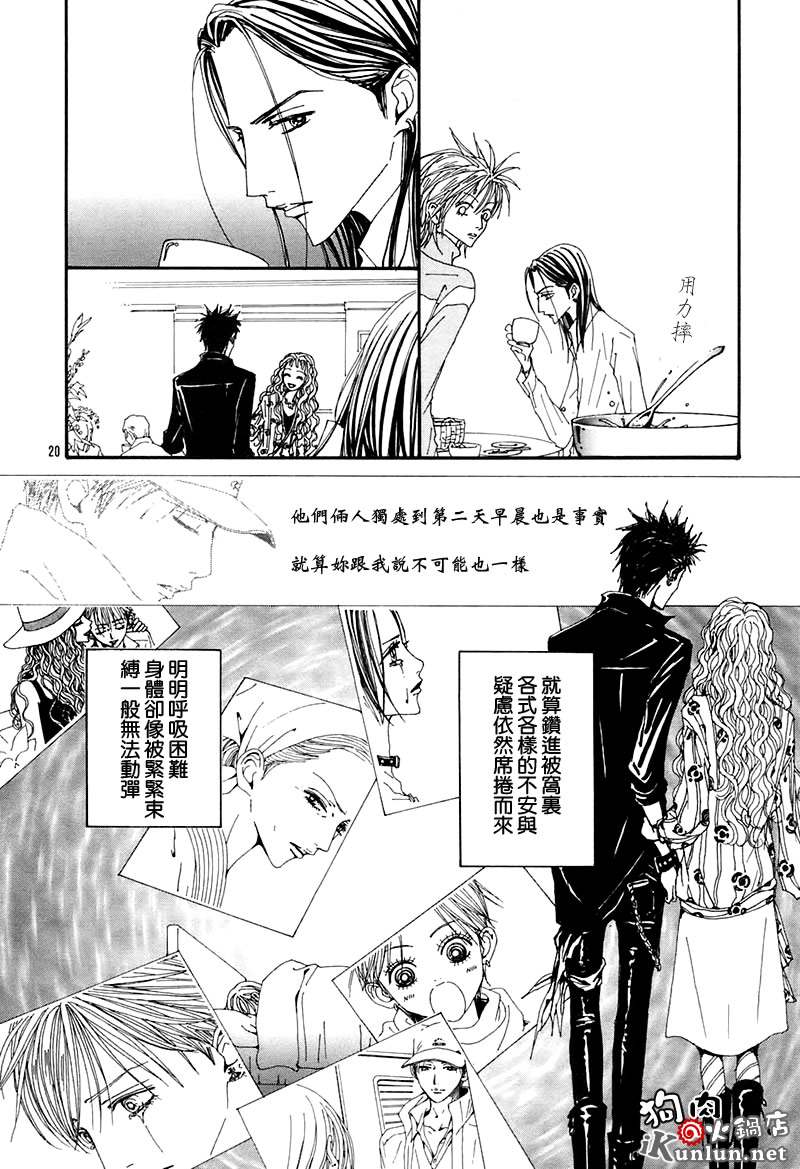 用力摔
20
他們倆人獨處到第二天早晨也是事實
就算妳跟我說不可能也一樣
就算鑽進被窩裏
各式各樣的不安與
疑慮依然席捲而來
明明呼吸困難
身體卻像被緊緊束
縛一般無法動彈
狗肉火鍋店
iKunlun.net